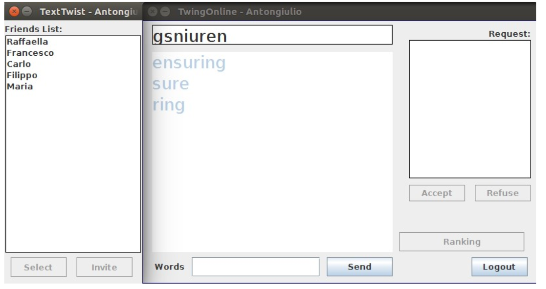 TextTwist - Antongiu
Friends List:
Raffaella
Francesco
Carlo
Filippo
Maria
Select
Invite
TwingOnline - Antongiulio
gsniuren
ensuring
sure
ring
Words
Send
Request:
Accept
Refuse
Ranking
Logout